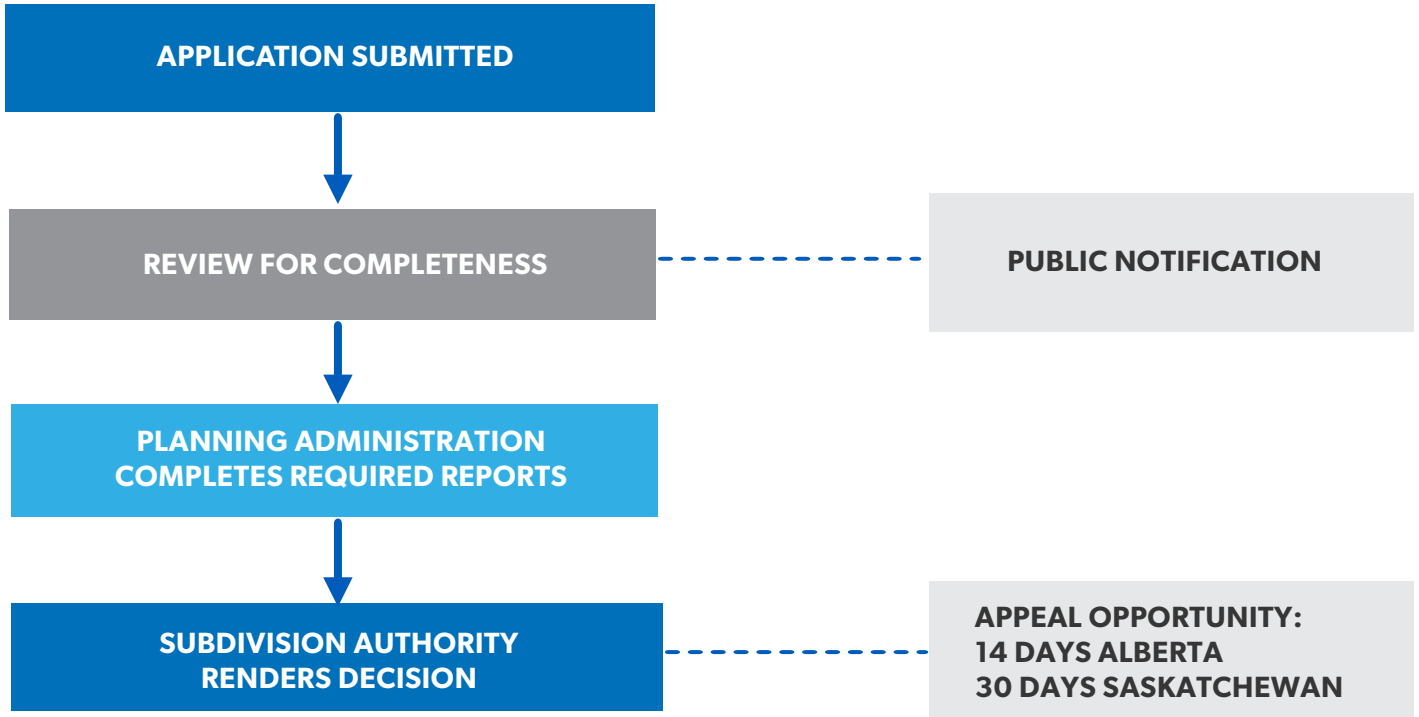 APPLICATION SUBMITTED
REVIEW FOR COMPLETENESS
PUBLIC NOTIFICATION
PLANNING ADMINISTRATION
COMPLETES REQUIRED REPORTS
SUBDIVISION AUTHORITY
RENDERS DECISION
APPEAL OPPORTUNITY:
14 DAYS ALBERTA
30 DAYS SASKATCHEWAN